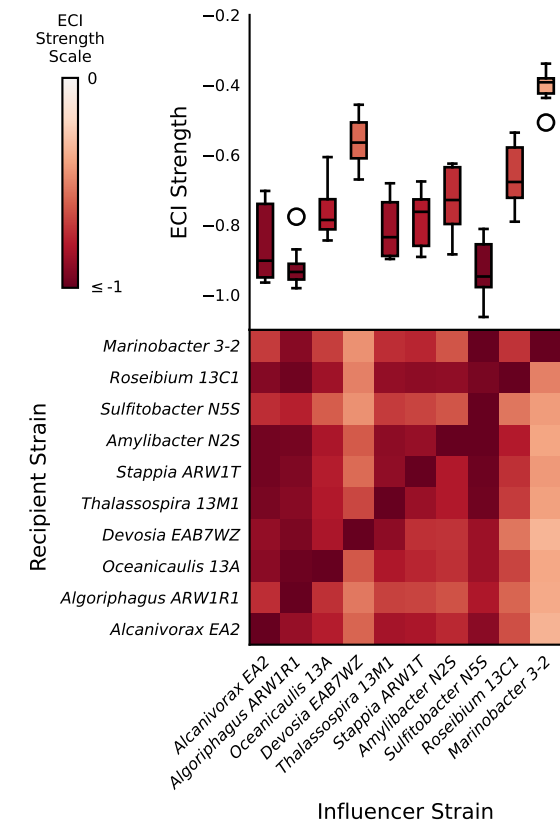 ECI
Strength
Scale
0
≤ -1
ECI Strength
−0.2
−0.4
−0.6
−0.8
−1.0
Recipient Strain
Marinobacter 3-2
Roseibium 13C1
Sulfitobacter N5S
Amylibacter N2S
Stappia ARW1T
Thalassospira 13M1
Devosia EAB7WZ
Oceanicaulis 13A
Algoriphagus ARW1R1
Alcanivorax EA2
Alcanivorax EA2
Algoriphagus ARW1R1
Oceanicaulis 13A
Devosia EAB7WZ
Thalassospira 13M1
Stappia ARW1T
Amylibacter N2S
Sulfitobacter N5S
Roseibium 13C1
Marinobacter 3-2
Influencer Strain